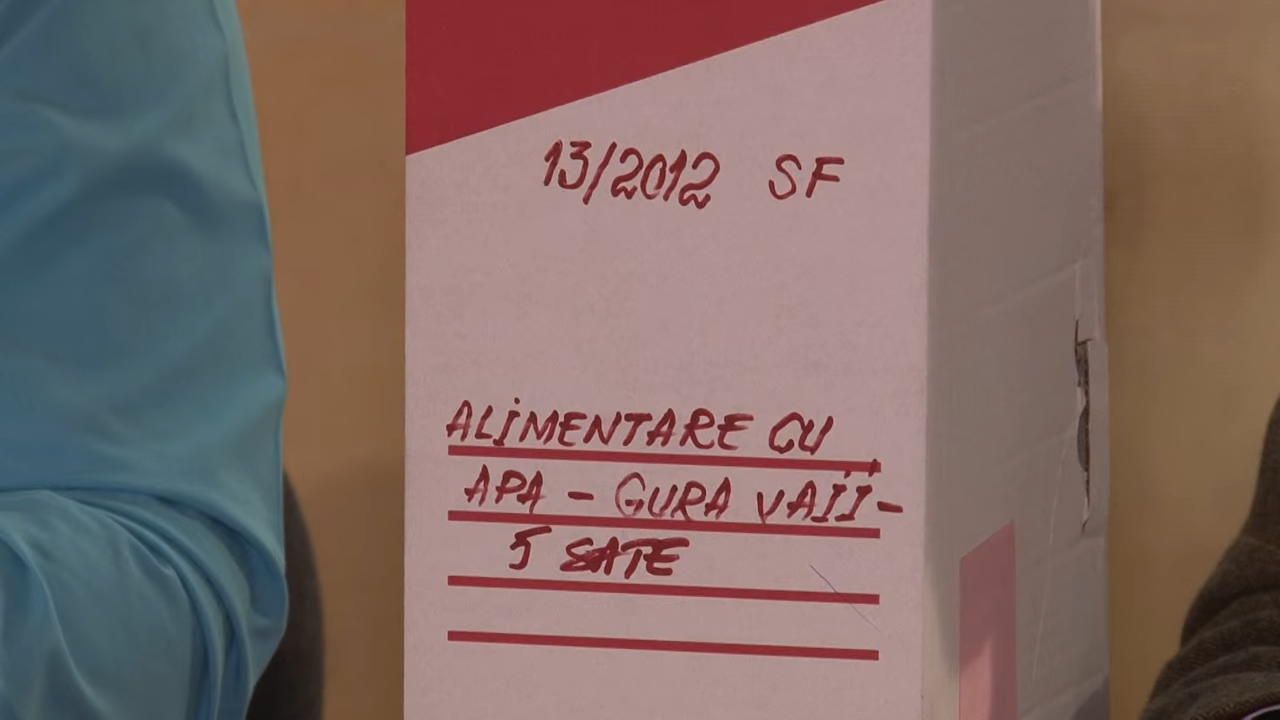 13/2012 SF
ALIMENTARE CU
APA - GURA VAII -
5 SATE